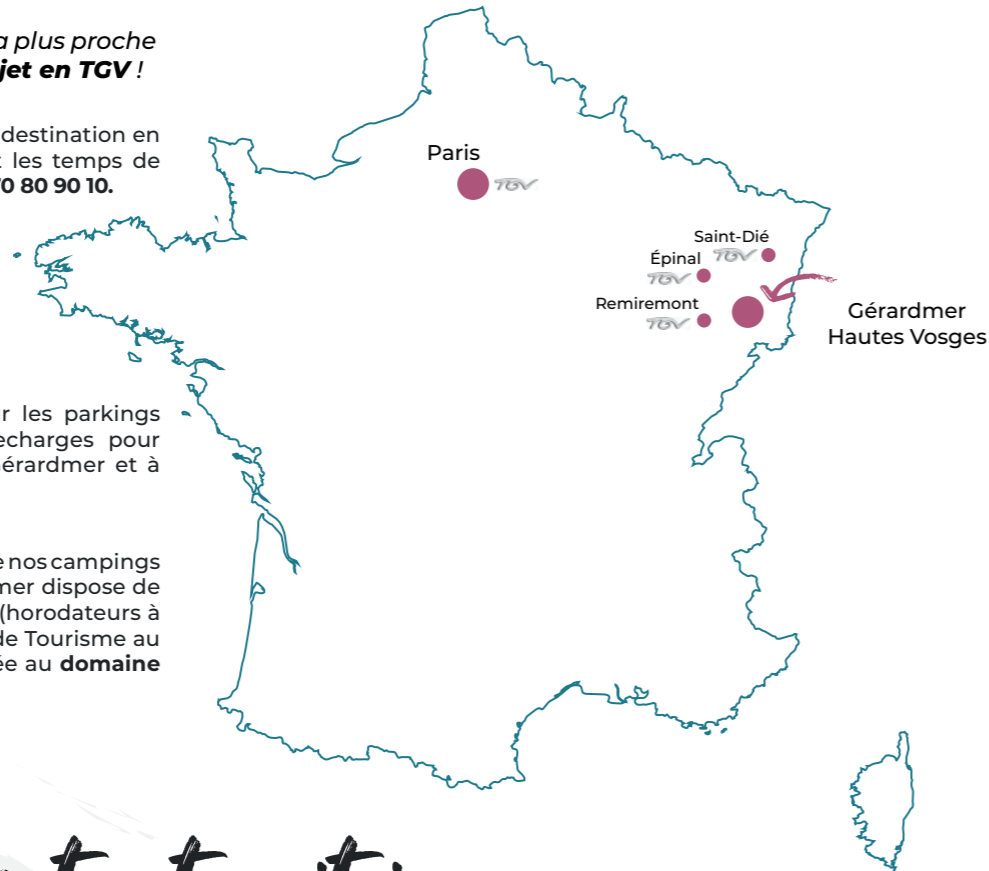 a plus proche
jet en TGV !
destination en
les temps de
70 80 90 10.
Paris
TGV
Saint-Dié
TGV
Épinal
TGV
Remiremont
TGV
Gérardmer
Hautes Vosges
r les parkings
echarges pour
Gérardmer et à
e nos campings
mer dispose de
(horodateurs à
de Tourisme au
ée au domaine